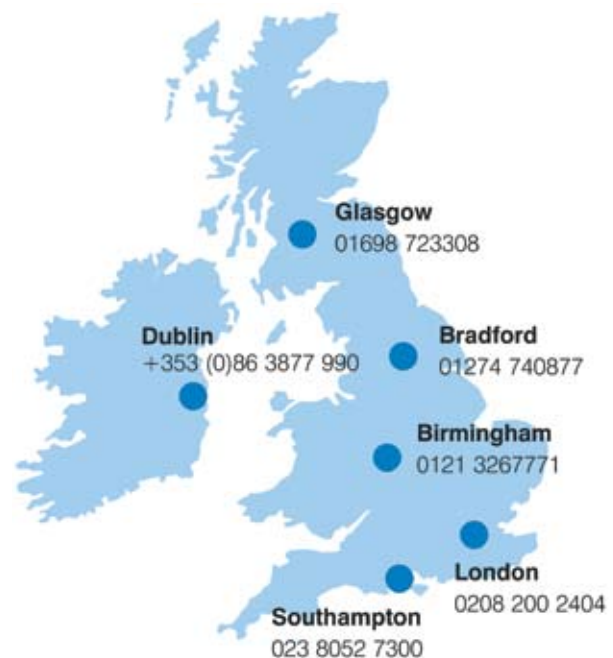 Glasgow
01698 723308
Dublin
+353 (0)86 3877 990
Bradford
01274 740877
Birmingham
0121 3267771
London
0208 200 2404
Southampton
023 8052 7300